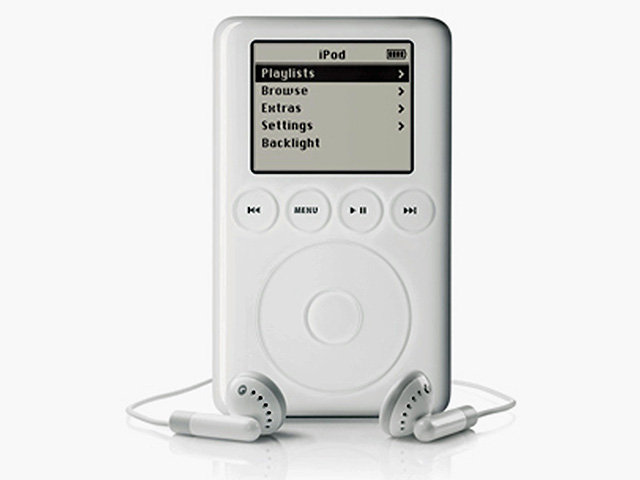 iPod
Playlists
Browse
Extras
Settings
Backlight
MENU